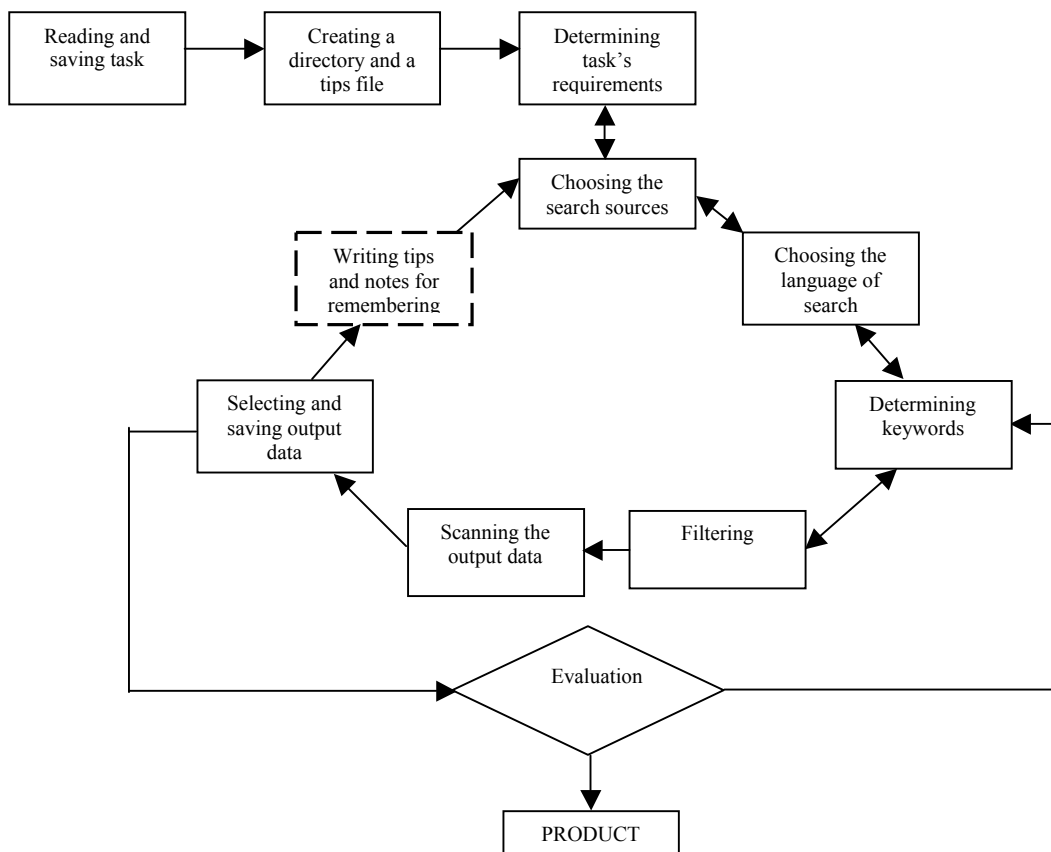 Reading and
saving task
Creating a
directory and a
tips file
Determining
task’s
requirements
Choosing the
search sources
Writing tips
and notes for
remembering
Choosing the
language of
search
Selecting and
saving output
data
Determining
keywords
Scanning the
output data
Filtering
Evaluation
PRODUCT